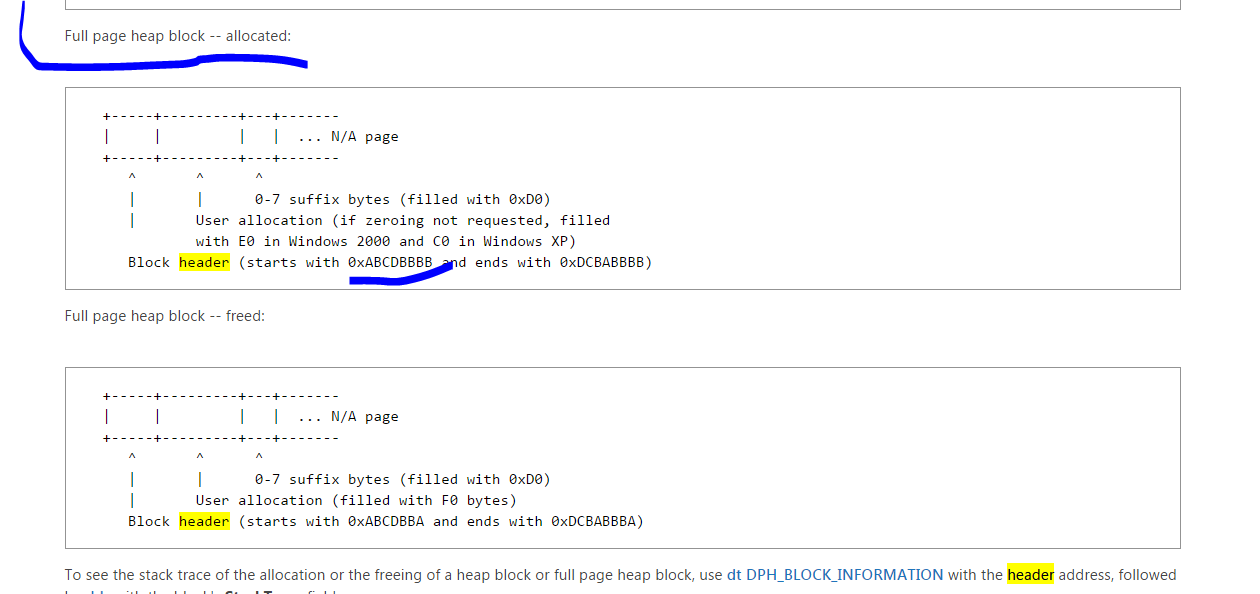 Full page heap block -- allocated:
+-----+---------+---+-------
|     |         |   |  ... N/A page
+-----+---------+---+-------
   ^       ^      ^
   |       |      0-7 suffix bytes (filled with 0xD0)
   |       User allocation (if zeroing not requested, filled
           with E0 in Windows 2000 and C0 in Windows XP)
   Block header (starts with 0xABCDBBBB and ends with 0xDCBABBBB)
Full page heap block -- freed:
+-----+---------+---+-------
|     |         |   |  ... N/A page
+-----+---------+---+-------
   ^       ^      ^
   |       |      0-7 suffix bytes (filled with 0xD0)
   |       User allocation (filled with F0 bytes)
   Block header (starts with 0xABCDBBA and ends with 0xDCBABBBA)
To see the stack trace of the allocation or the freeing of a heap block or full page heap block, use dt DPH_BLOCK_INFORMATION with the header address, followed